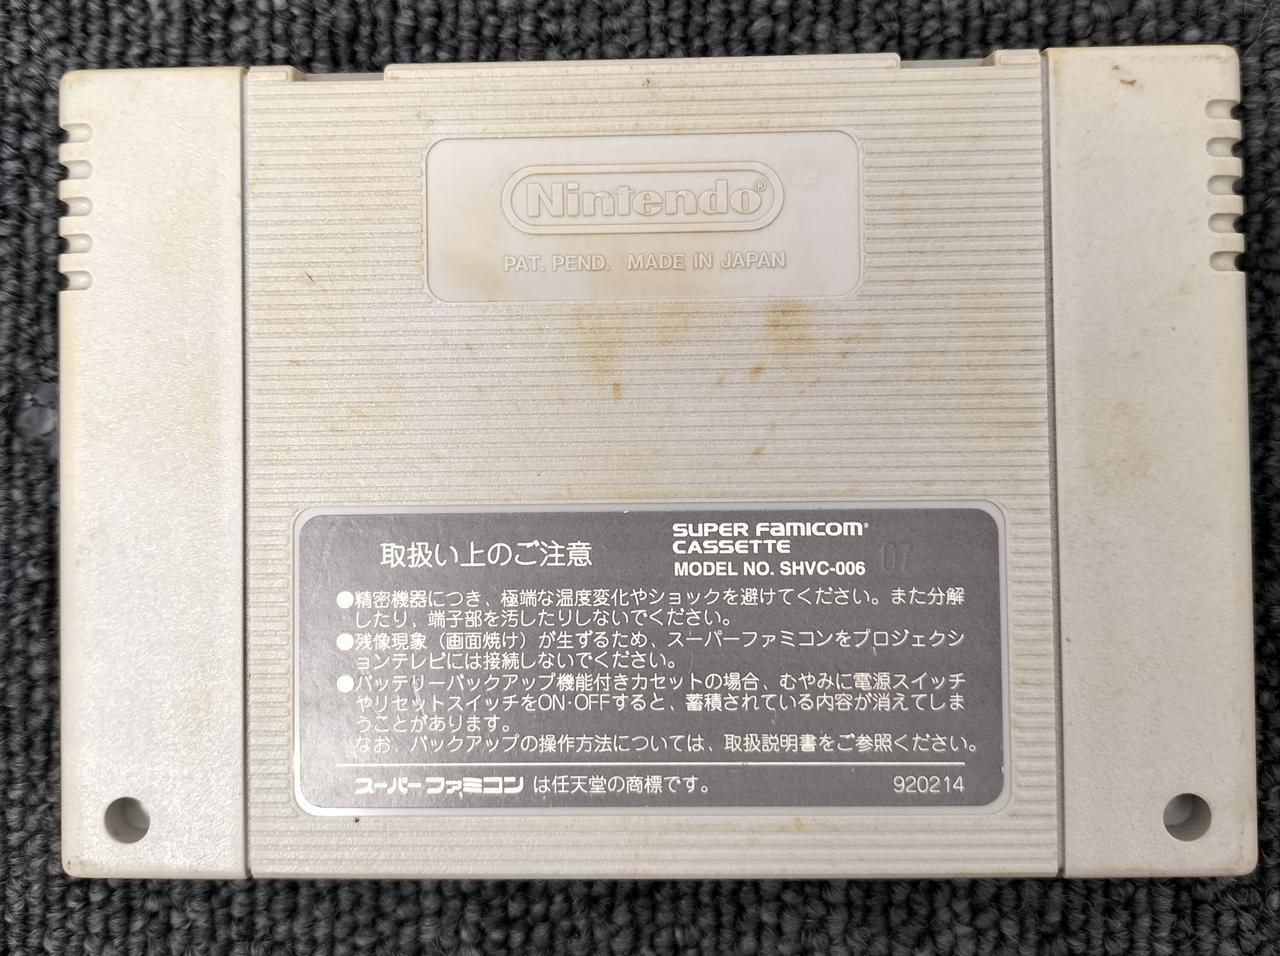 Nintendo®
PAT. PEND. MADE IN JAPAN
取扱い上のご注意
SUPER FAMICOM
CASSETTE
MODEL NO. SHVC-006
07
●精密機器につき、極端な温度変化やショックを避けてください。また分解
したり、端子部を汚したりしないでください。
●残像現象（画面焼け）が生ずるため、スーパーファミコンをプロジェクシ
ョンテレビには接続しないでください。
●バッテリーバックアップ機能付きカセットの場合、むやみに電源スイッチ
やリセットスイッチをON・OFFすると、蓄積されている内容が消えてしま
うことがあります。
なお、バックアップの操作方法については、取扱説明書をご参照ください。
スーパーファミコン は任天堂の商標です。 920214